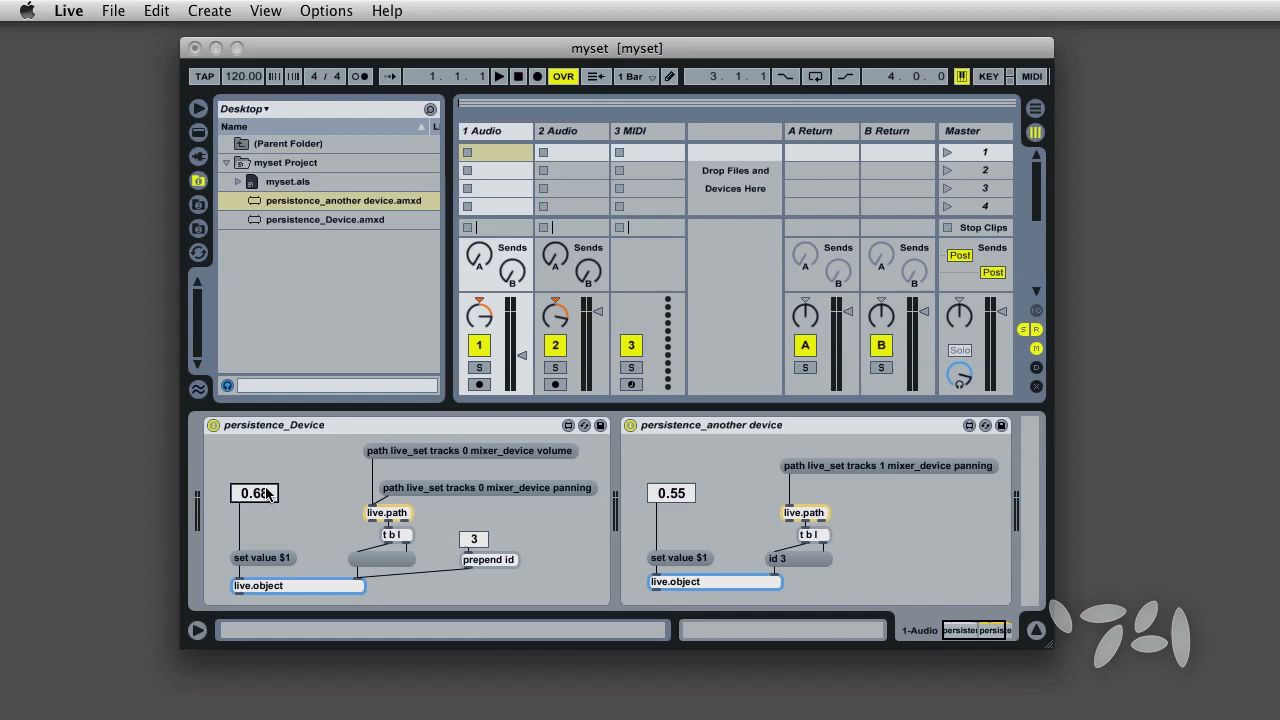 Live File Edit View Create View Options Help
myset [myset]
TAP 120.00 4 / 4 1. 1. 1 OVR 1 Bar 3. 1. 1 4. 0. 0 KEY MIDI
Desktop
Name
(Parent Folder)
myset Project
myset.als
persistence_another device.amxd
persistence_Device.amxd
1 Audio 2 Audio 3 MIDI A Return B Return Master
1
Drop Files and 2
Devices Here 3
4
Stop Clips
Sends Sends Sends Sends Sends
A A A A Post
B B B B Post
1 2 3 A B Solo
S S S S S
S R
M
D
X
persistence_Device
path live_set tracks 0 mixer_device volume
path live_set tracks 0 mixer_device panning
0.68
live.path
t b l
3
set value $1
prepend id
live.object
persistence_another device
path live_set tracks 1 mixer_device panning
0.55
live.path
t b l
set value $1
id 3
live.object
1-Audio persiste persiste